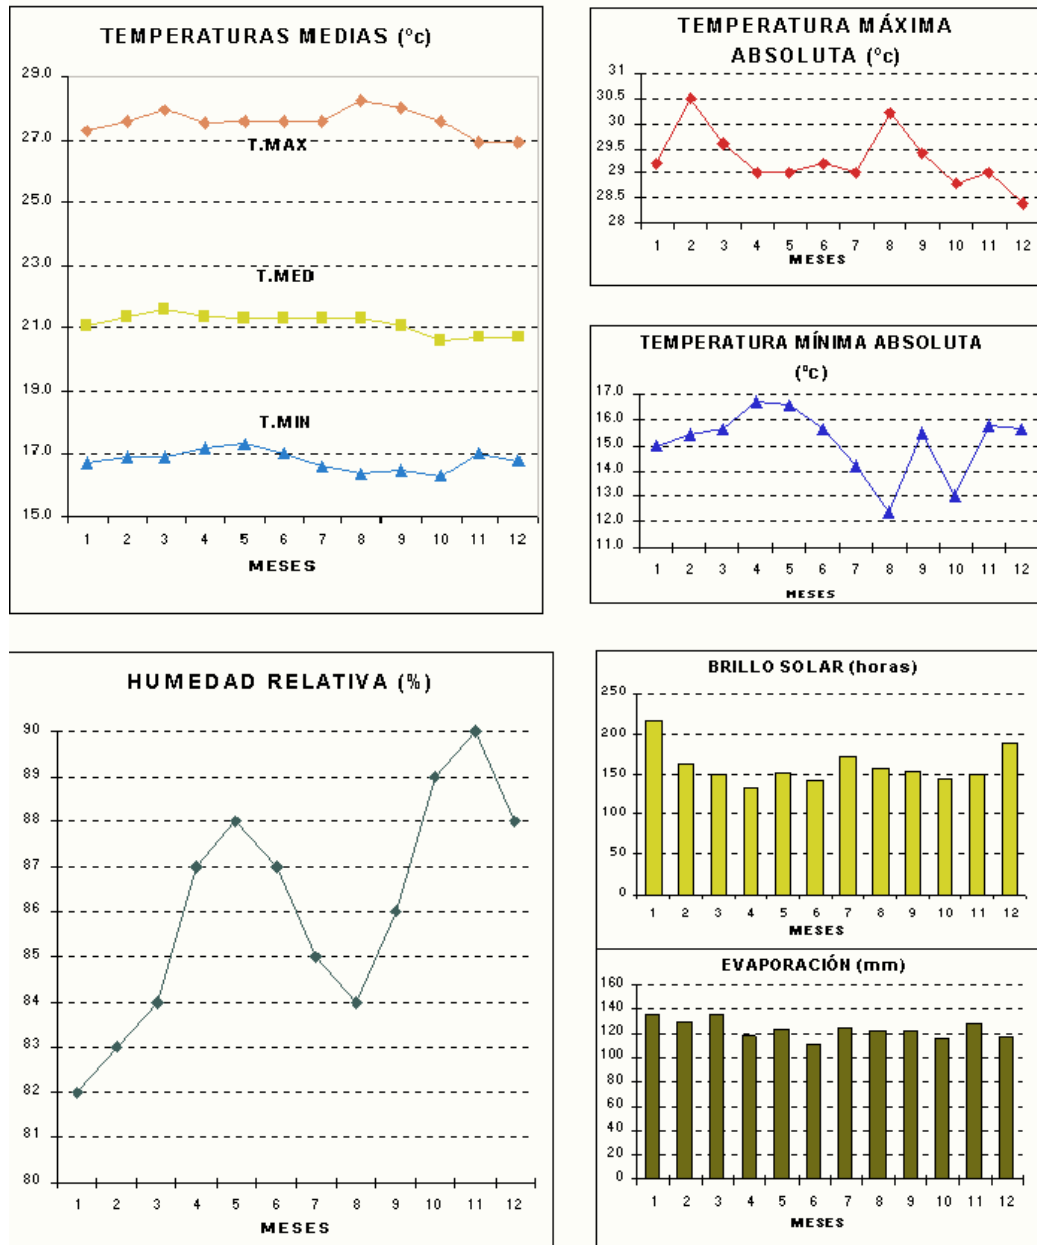 TEMPERATURAS MEDIAS (ºc)
29.0
27.0
25.0
23.0
21.0
19.0
17.0
15.0
T.MAX
T.MED
T.MIN
1 2 3 4 5 6 7 8 9 10 11 12
MESES
TEMPERATURA MÁXIMA
ABSOLUTA (ºc)
31
30.5
30
29.5
29
28.5
28
1 2 3 4 5 6 7 8 9 10 11 12
MESES
TEMPERATURA MÍNIMA ABSOLUTA
(ºc)
17.0
16.0
15.0
14.0
13.0
12.0
11.0
1 2 3 4 5 6 7 8 9 10 11 12
MESES
HUMEDAD RELATIVA (%)
90
89
88
87
86
85
84
83
82
81
80
1 2 3 4 5 6 7 8 9 10 11 12
MESES
BRILLO SOLAR (horas)
250
200
150
100
50
0
1 2 3 4 5 6 7 8 9 10 11 12
MESES
EVAPORACIÓN (mm)
160
140
120
100
80
60
40
20
0
1 2 3 4 5 6 7 8 9 10 11 12
MESES